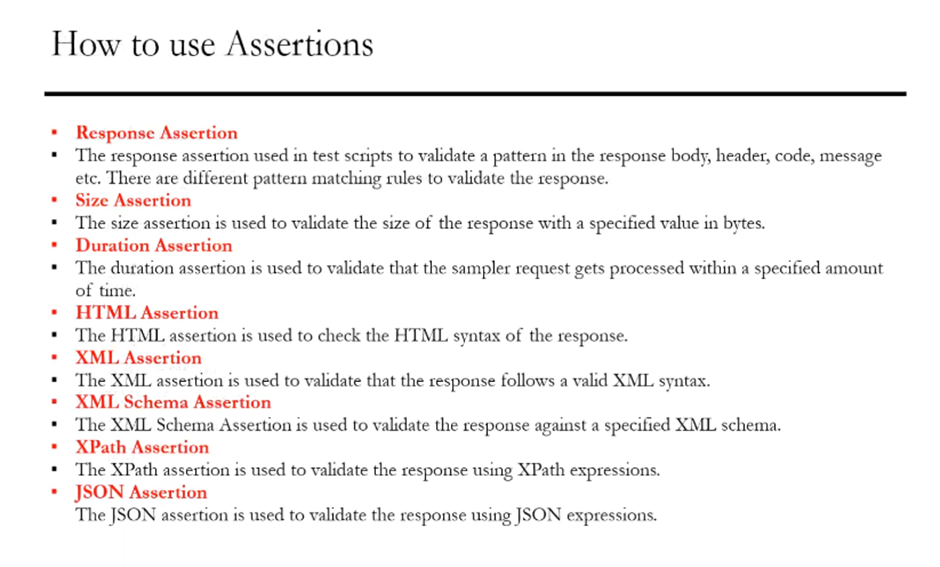 How to use Assertions
▪ Response Assertion
▪ The response assertion used in test scripts to validate a pattern in the response body, header, code, message
etc. There are different pattern matching rules to validate the response.
▪ Size Assertion
▪ The size assertion is used to validate the size of the response with a specified value in bytes.
▪ Duration Assertion
▪ The duration assertion is used to validate that the sampler request gets processed within a specified amount
of time.
▪ HTML Assertion
▪ The HTML assertion is used to check the HTML syntax of the response.
▪ XML Assertion
▪ The XML assertion is used to validate that the response follows a valid XML syntax.
▪ XML Schema Assertion
▪ The XML Schema Assertion is used to validate the response against a specified XML schema.
▪ XPath Assertion
▪ The XPath assertion is used to validate the response using XPath expressions.
▪ JSON Assertion
The JSON assertion is used to validate the response using JSON expressions.